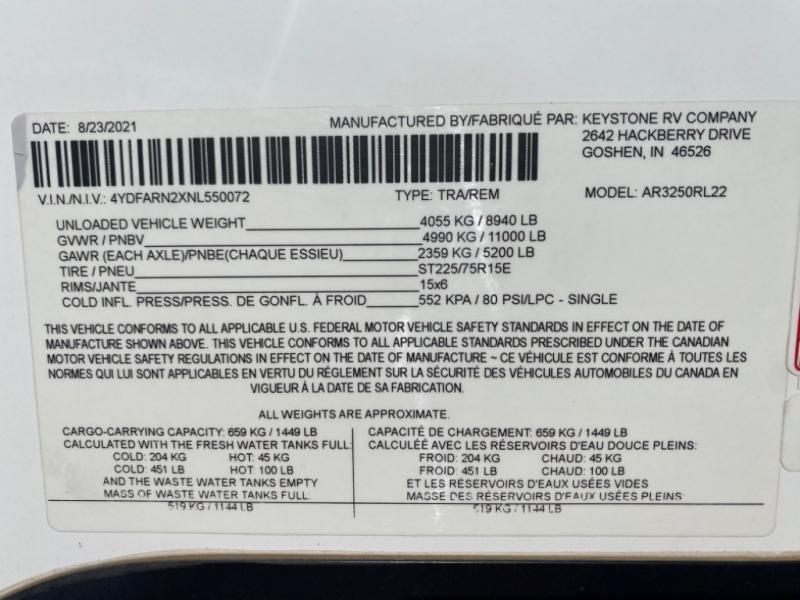 DATE: 8/23/2021 MANUFACTURED BY/FABRIQUÉ PAR: KEYSTONE RV COMPANY
2642 HACKBERRY DRIVE
GOSHEN, IN 46526
V.I.N./N.I.V.: 4YDFARN2XNL550072 TYPE: TRA/REM MODEL: AR3250RL22
UNLOADED VEHICLE WEIGHT 4055 KG / 8940 LB
GVWR / PNBV 4990 KG / 11000 LB
GAWR (EACH AXLE)/PNBE(CHAQUE ESSIEU) 2359 KG / 5200 LB
TIRE / PNEU ST225/75R15E
RIMS/JANTE 15x6
COLD INFL. PRESS/PRESS. DE GONFL. À FROID 552 KPA / 80 PSI/LPC - SINGLE
THIS VEHICLE CONFORMS TO ALL APPLICABLE U.S. FEDERAL MOTOR VEHICLE SAFETY STANDARDS IN EFFECT ON THE DATE OF
MANUFACTURE SHOWN ABOVE. THIS VEHICLE CONFORMS TO ALL APPLICABLE STANDARDS PRESCRIBED UNDER THE CANADIAN
MOTOR VEHICLE SAFETY REGULATIONS IN EFFECT ON THE DATE OF MANUFACTURE ~ CE VÉHICULE EST CONFORME À TOUTES LES
NORMES QUI LUI SONT APPLICABLES EN VERTU DU RÉGLEMENT SUR LA SÉCURITÉ DES VÉHICULES AUTOMOBILES DU CANADA EN
VIGUEUR À LA DATE DE SA FABRICATION.
ALL WEIGHTS ARE APPROXIMATE.
CARGO-CARRYING CAPACITY: 659 KG / 1449 LB
CALCULATED WITH THE FRESH WATER TANKS FULL:
COLD: 204 KG HOT: 45 KG
COLD: 451 LB HOT: 100 LB
AND THE WASTE WATER TANKS EMPTY
MASS OF WASTE WATER TANKS FULL:
519 KG / 1144 LB
CAPACITÉ DE CHARGEMENT: 659 KG / 1449 LB
CALCULÉE AVEC LES RÉSERVOIRS D'EAU DOUCE PLEINS:
FROID: 204 KG CHAUD: 45 KG
FROID: 451 LB CHAUD: 100 LB
ET LES RÉSERVOIRS D'EAUX USÉES VIDES
MASSE DES RÉSERVOIRS D'EAUX USÉES PLEINS:
519 KG / 1144 LB